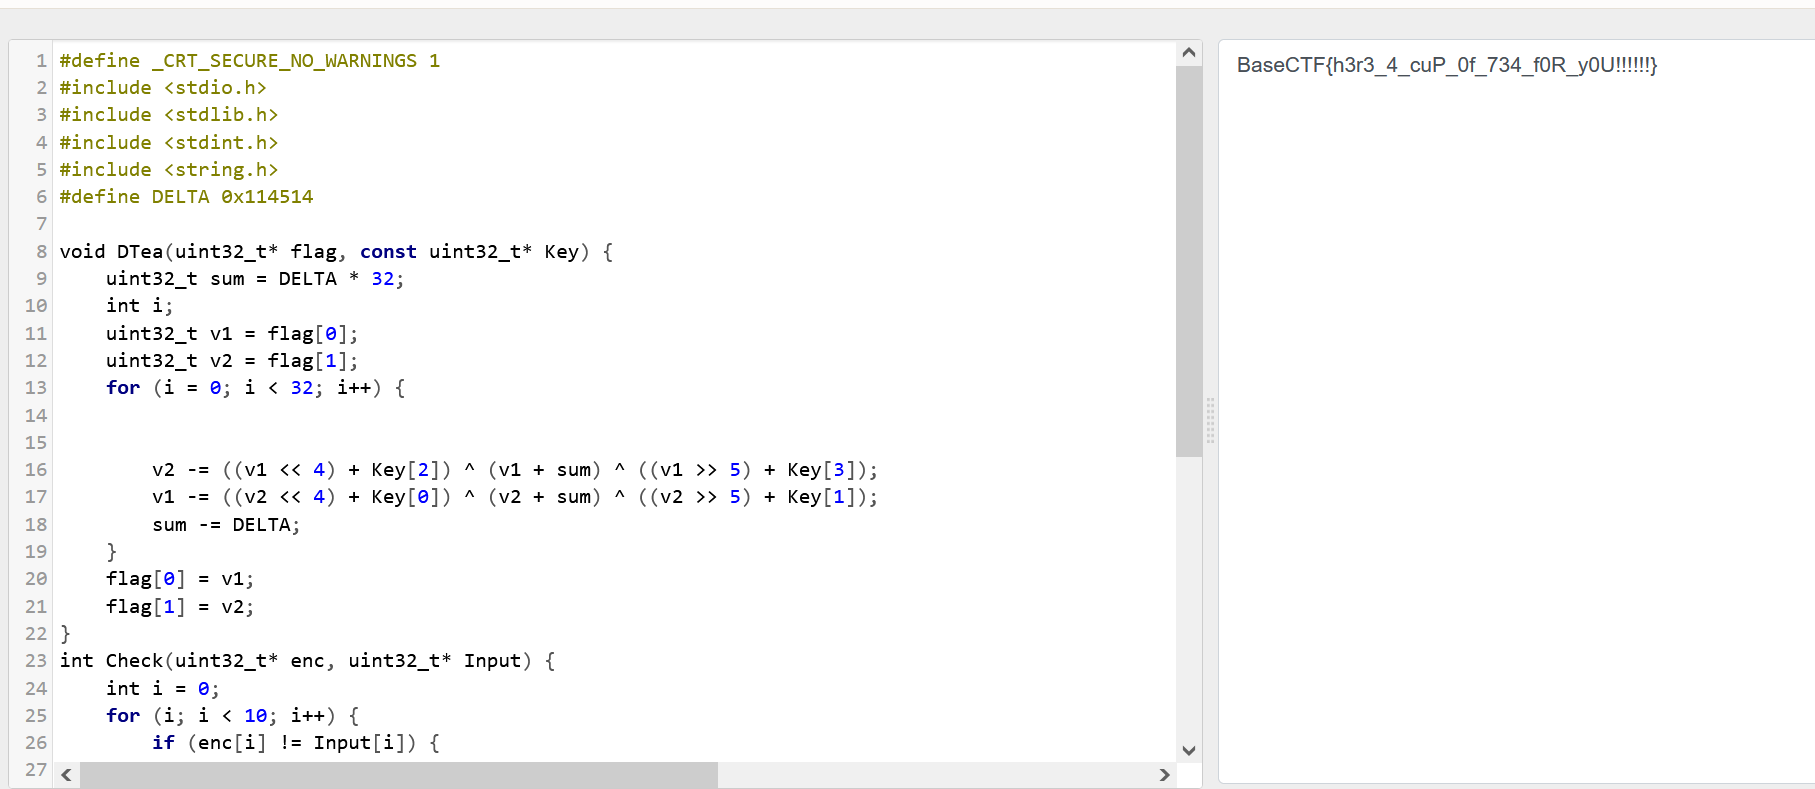 1 #define _CRT_SECURE_NO_WARNINGS 1
2 #include <stdio.h>
3 #include <stdlib.h>
4 #include <stdint.h>
5 #include <string.h>
6 #define DELTA 0x114514
7
8 void DTea(uint32_t* flag, const uint32_t* Key) {
9     uint32_t sum = DELTA * 32;
10     int i;
11     uint32_t v1 = flag[0];
12     uint32_t v2 = flag[1];
13     for (i = 0; i < 32; i++) {
14
15
16         v2 -= ((v1 << 4) + Key[2]) ^ (v1 + sum) ^ ((v1 >> 5) + Key[3]);
17         v1 -= ((v2 << 4) + Key[0]) ^ (v2 + sum) ^ ((v2 >> 5) + Key[1]);
18         sum -= DELTA;
19     }
20     flag[0] = v1;
21     flag[1] = v2;
22 }
23 int Check(uint32_t* enc, uint32_t* Input) {
24     int i = 0;
25     for (i; i < 10; i++) {
26         if (enc[i] != Input[i]) {
27
BaseCTF{h3r3_4_cuP_0f_734_f0R_y0U!!!!!!}